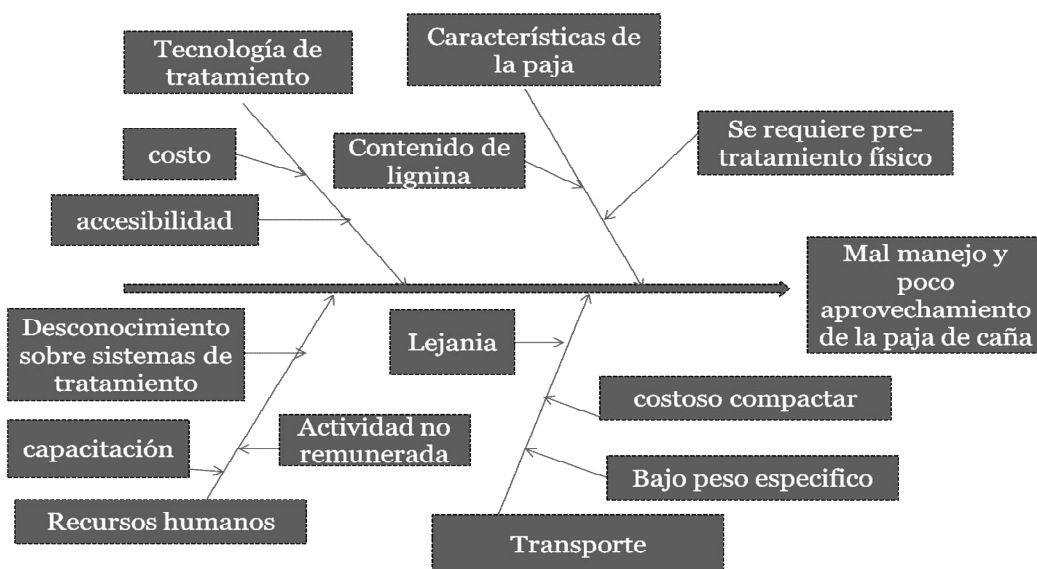 Tecnología de
tratamiento
Características de
la paja
costo
Contenido de
lignina
Se requiere pre-
tratamiento físico
accesibilidad
Mal manejo y
poco
aprovechamiento
de la paja de caña
Desconocimiento
sobre sistemas de
tratamiento
Lejania
costoso compactar
capacitación
Actividad no
remunerada
Bajo peso especifico
Recursos humanos
Transporte